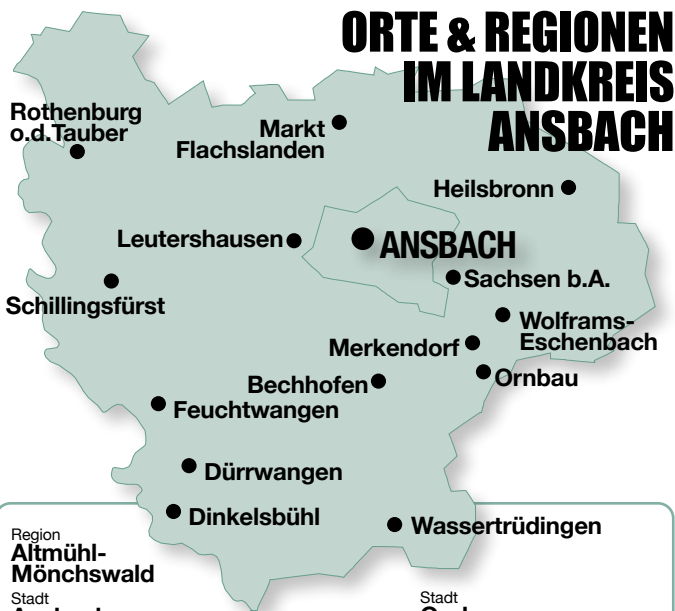 ORTE & REGIONEN
IM LANDKREIS
ANSBACH
Rothenburg
o.d.Tauber
Markt
Flachslanden
Heilsbronn
Leutershausen
ANSBACH
Sachsen b.A.
Schillingsfürst
Wolframs-
Eschenbach
Merkendorf
Ornbau
Bechhofen
Feuchtwangen
Dürrwangen
Dinkelsbühl
Wassertrüdingen
Region
Altmühl-
Mönchswald
Stadt
Stadt